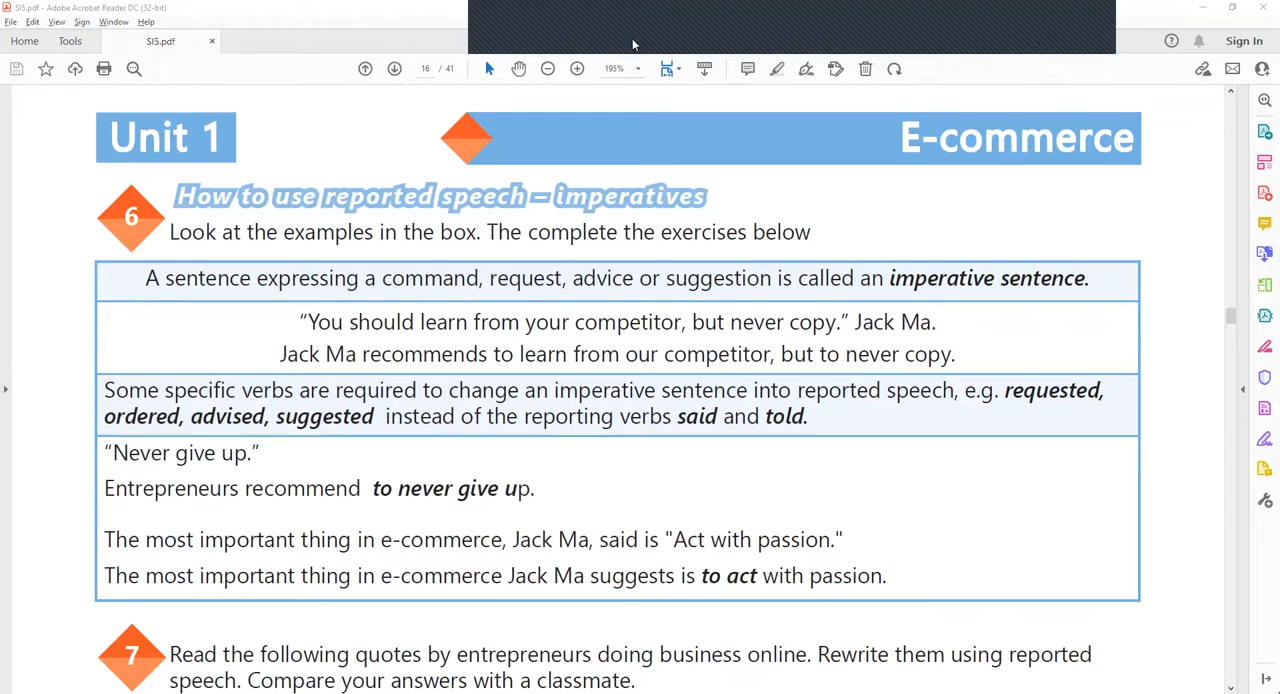 SI5.pdf - Adobe Acrobat Reader DC (32-bit)
File Edit View Sign Window Help
Home Tools SI5.pdf × Sign In
16 / 41 195%
Unit 1 E-commerce
6 How to use reported speech – imperatives
Look at the examples in the box. The complete the exercises below
A sentence expressing a command, request, advice or suggestion is called an imperative sentence.
“You should learn from your competitor, but never copy.” Jack Ma.
Jack Ma recommends to learn from our competitor, but to never copy.
Some specific verbs are required to change an imperative sentence into reported speech, e.g. requested,
ordered, advised, suggested instead of the reporting verbs said and told.
“Never give up.”
Entrepreneurs recommend to never give up.
The most important thing in e-commerce, Jack Ma, said is "Act with passion."
The most important thing in e-commerce Jack Ma suggests is to act with passion.
7 Read the following quotes by entrepreneurs doing business online. Rewrite them using reported
speech. Compare your answers with a classmate.